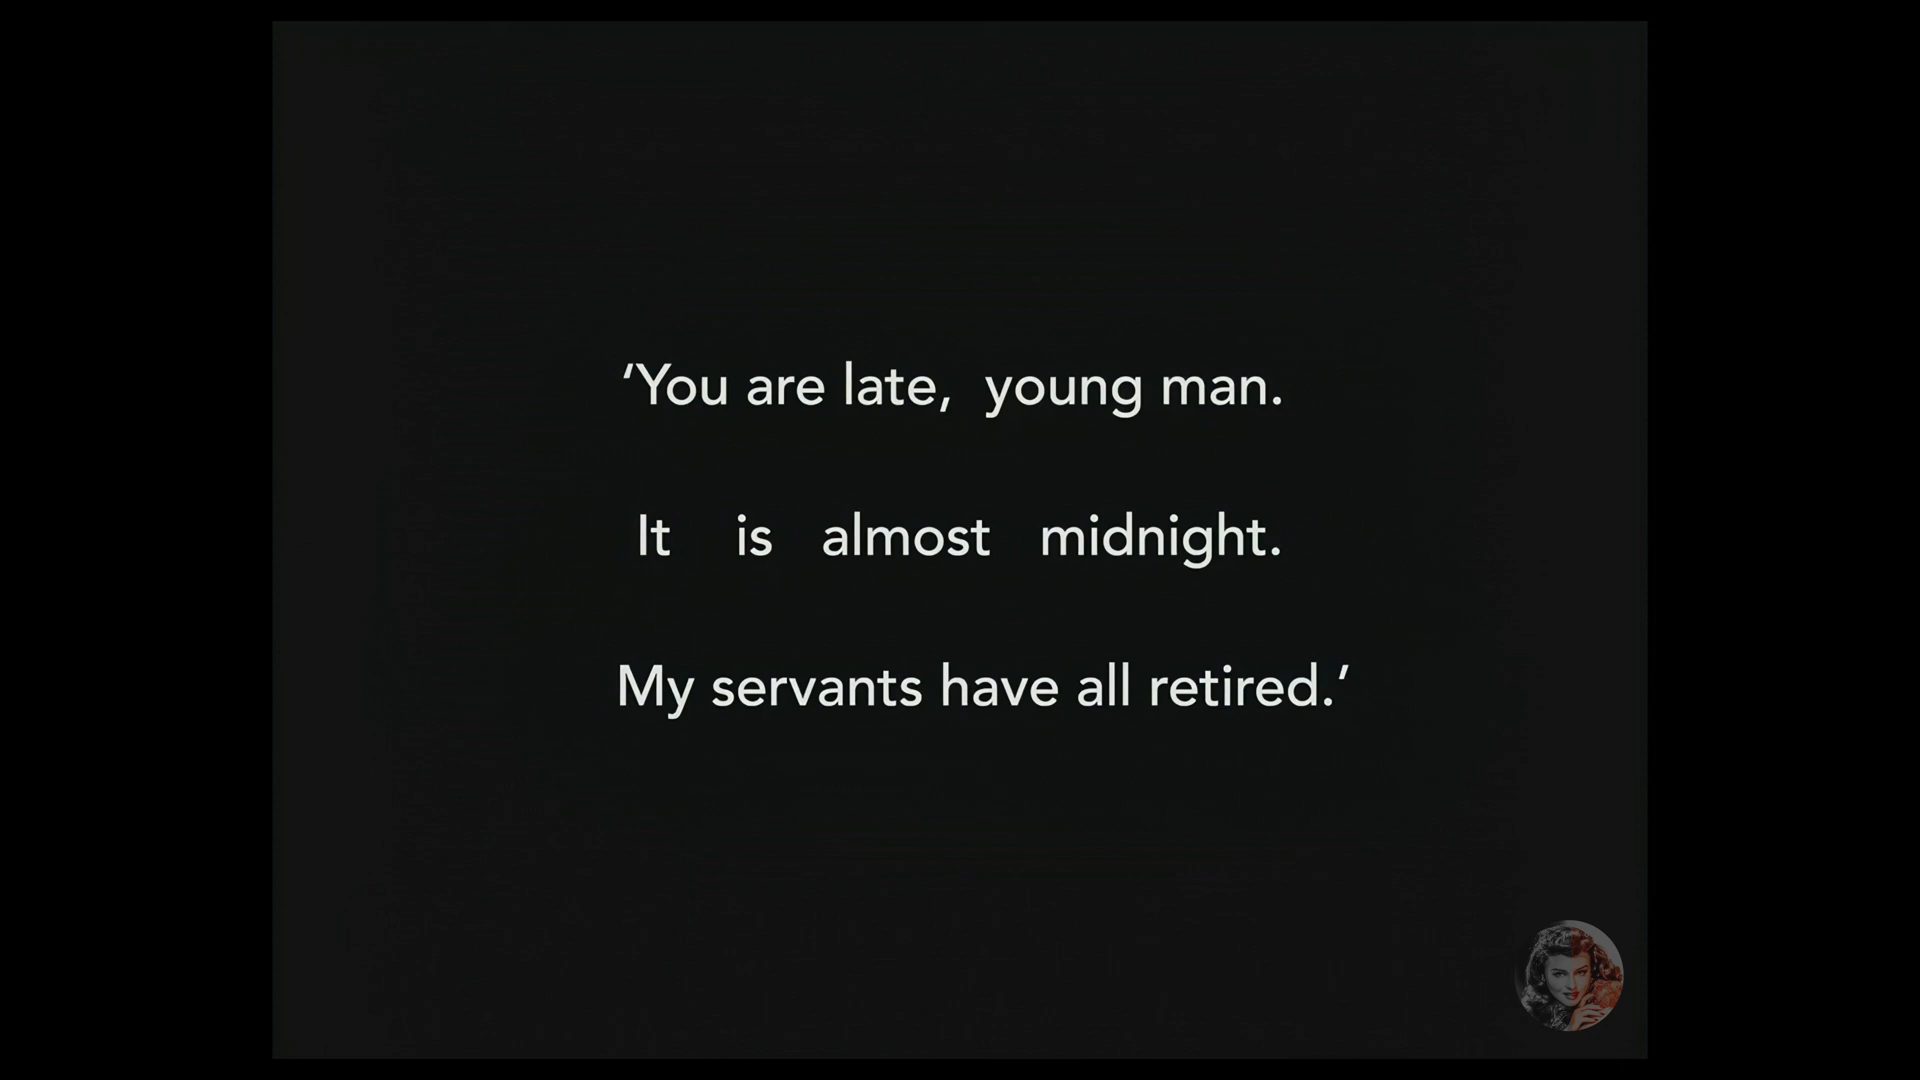 ‘You are late, young man.
It is almost midnight.
My servants have all retired.’